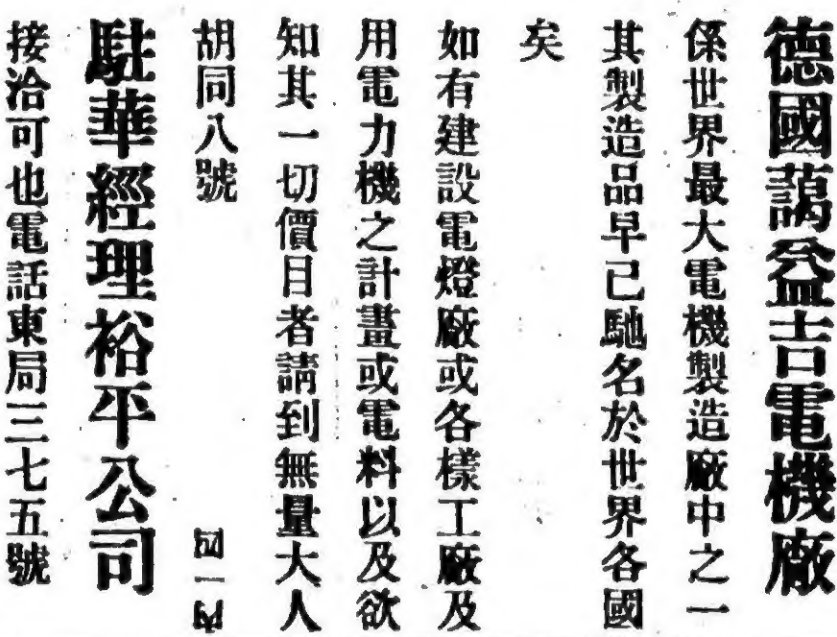 德國藹益吉電機廠
係世界最大電機製造廠中之一
其製造品早已馳名於世界各國
矣
如有建設電燈廠或各樣工廠及
用電力機之計畫或電料以及欲
知其一切價目者請到無量大人
胡同八號
駐華經理裕平公司
接洽可也電話東局三七五號